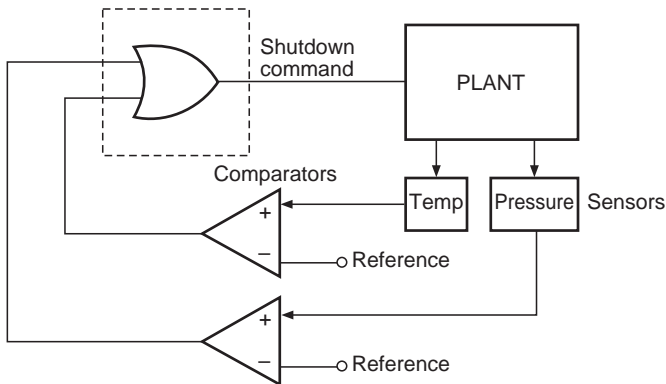 Shutdown
command
PLANT
Comparators
Temp
Pressure
Sensors
+
–
Reference
+
–
Reference